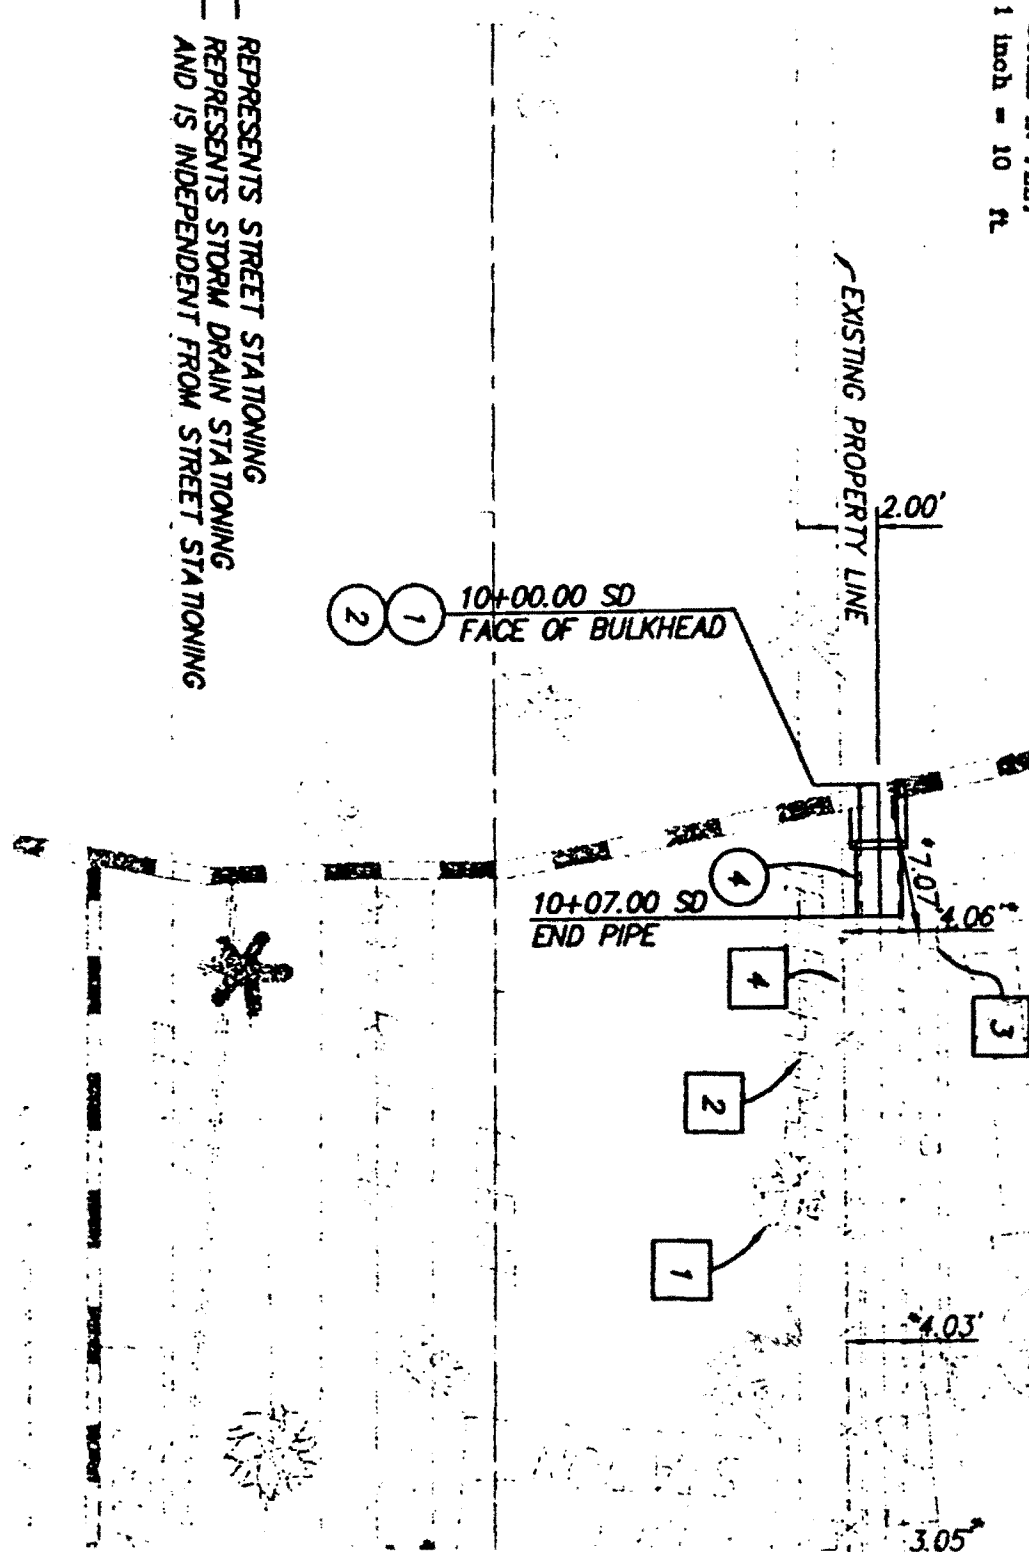 1 inch = 10 ft.
REPRESENTS STREET STATIONING
REPRESENTS STORM DRAIN STATIONING
AND IS INDEPENDENT FROM STREET STATIONING
EXISTING PROPERTY LINE
2.00'
10+00.00 SD
FACE OF BULKHEAD
1
2
4
*7.07'
10+07.00 SD
END PIPE
4.06*
4
3
2
1
*4.03'
3.05*